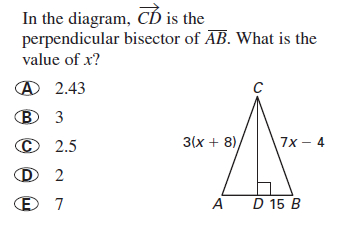 In the diagram, CD is the
perpendicular bisector of AB. What is the
value of x?
A 2.43
B 3
C 2.5
D 2
E 7
C
3(x + 8)
7x – 4
A D 15 B